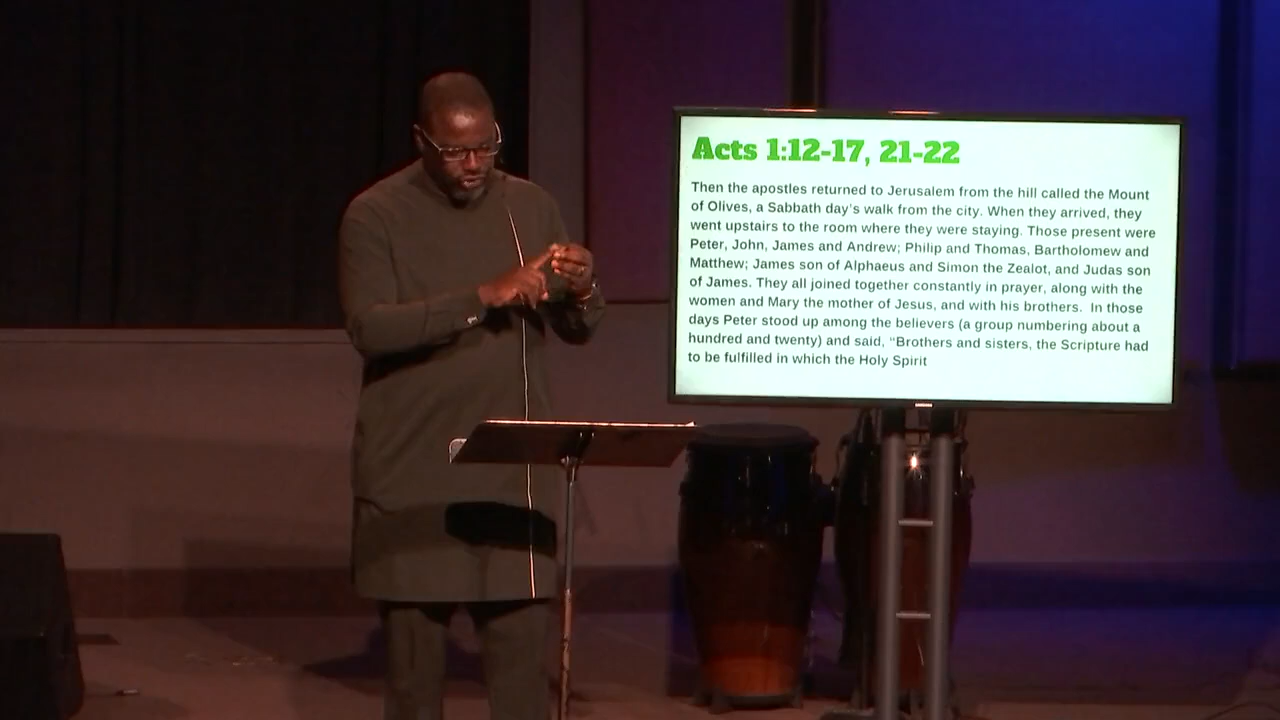 Acts 1:12-17, 21-22
Then the apostles returned to Jerusalem from the hill called the Mount
of Olives, a Sabbath day's walk from the city. When they arrived, they
went upstairs to the room where they were staying. Those present were
Peter, John, James and Andrew; Philip and Thomas, Bartholomew and
Matthew; James son of Alphaeus and Simon the Zealot, and Judas son
of James. They all joined together constantly in prayer, along with the
women and Mary the mother of Jesus, and with his brothers. In those
days Peter stood up among the believers (a group numbering about a
hundred and twenty) and said, “Brothers and sisters, the Scripture had
to be fulfilled in which the Holy Spirit